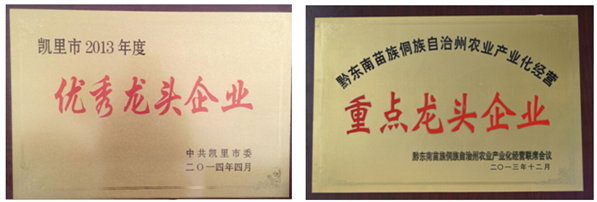 凯里市2013年度
优秀龙头企业
中共凯里市委
二〇一四年四月
黔东南苗族侗族自治州农业产业化经营
重点龙头企业
黔东南苗族侗族自治州农业产业化经营联席会议
二〇一三年十二月